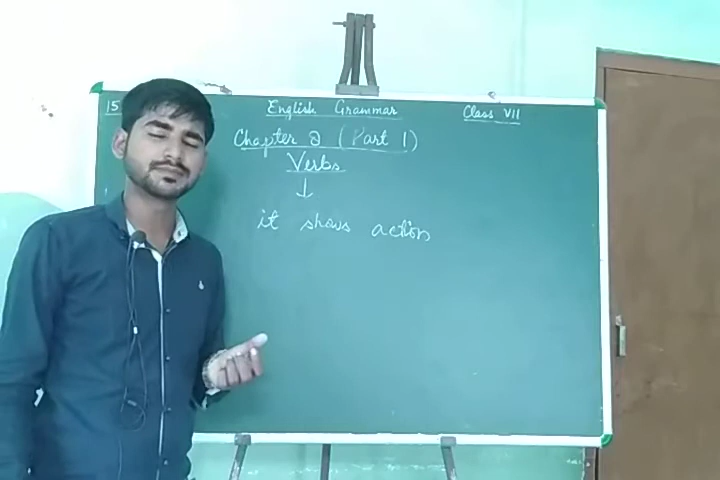 15 English Grammar Class VII
Chapter 2 (Part 1)
Verbs
it shows action